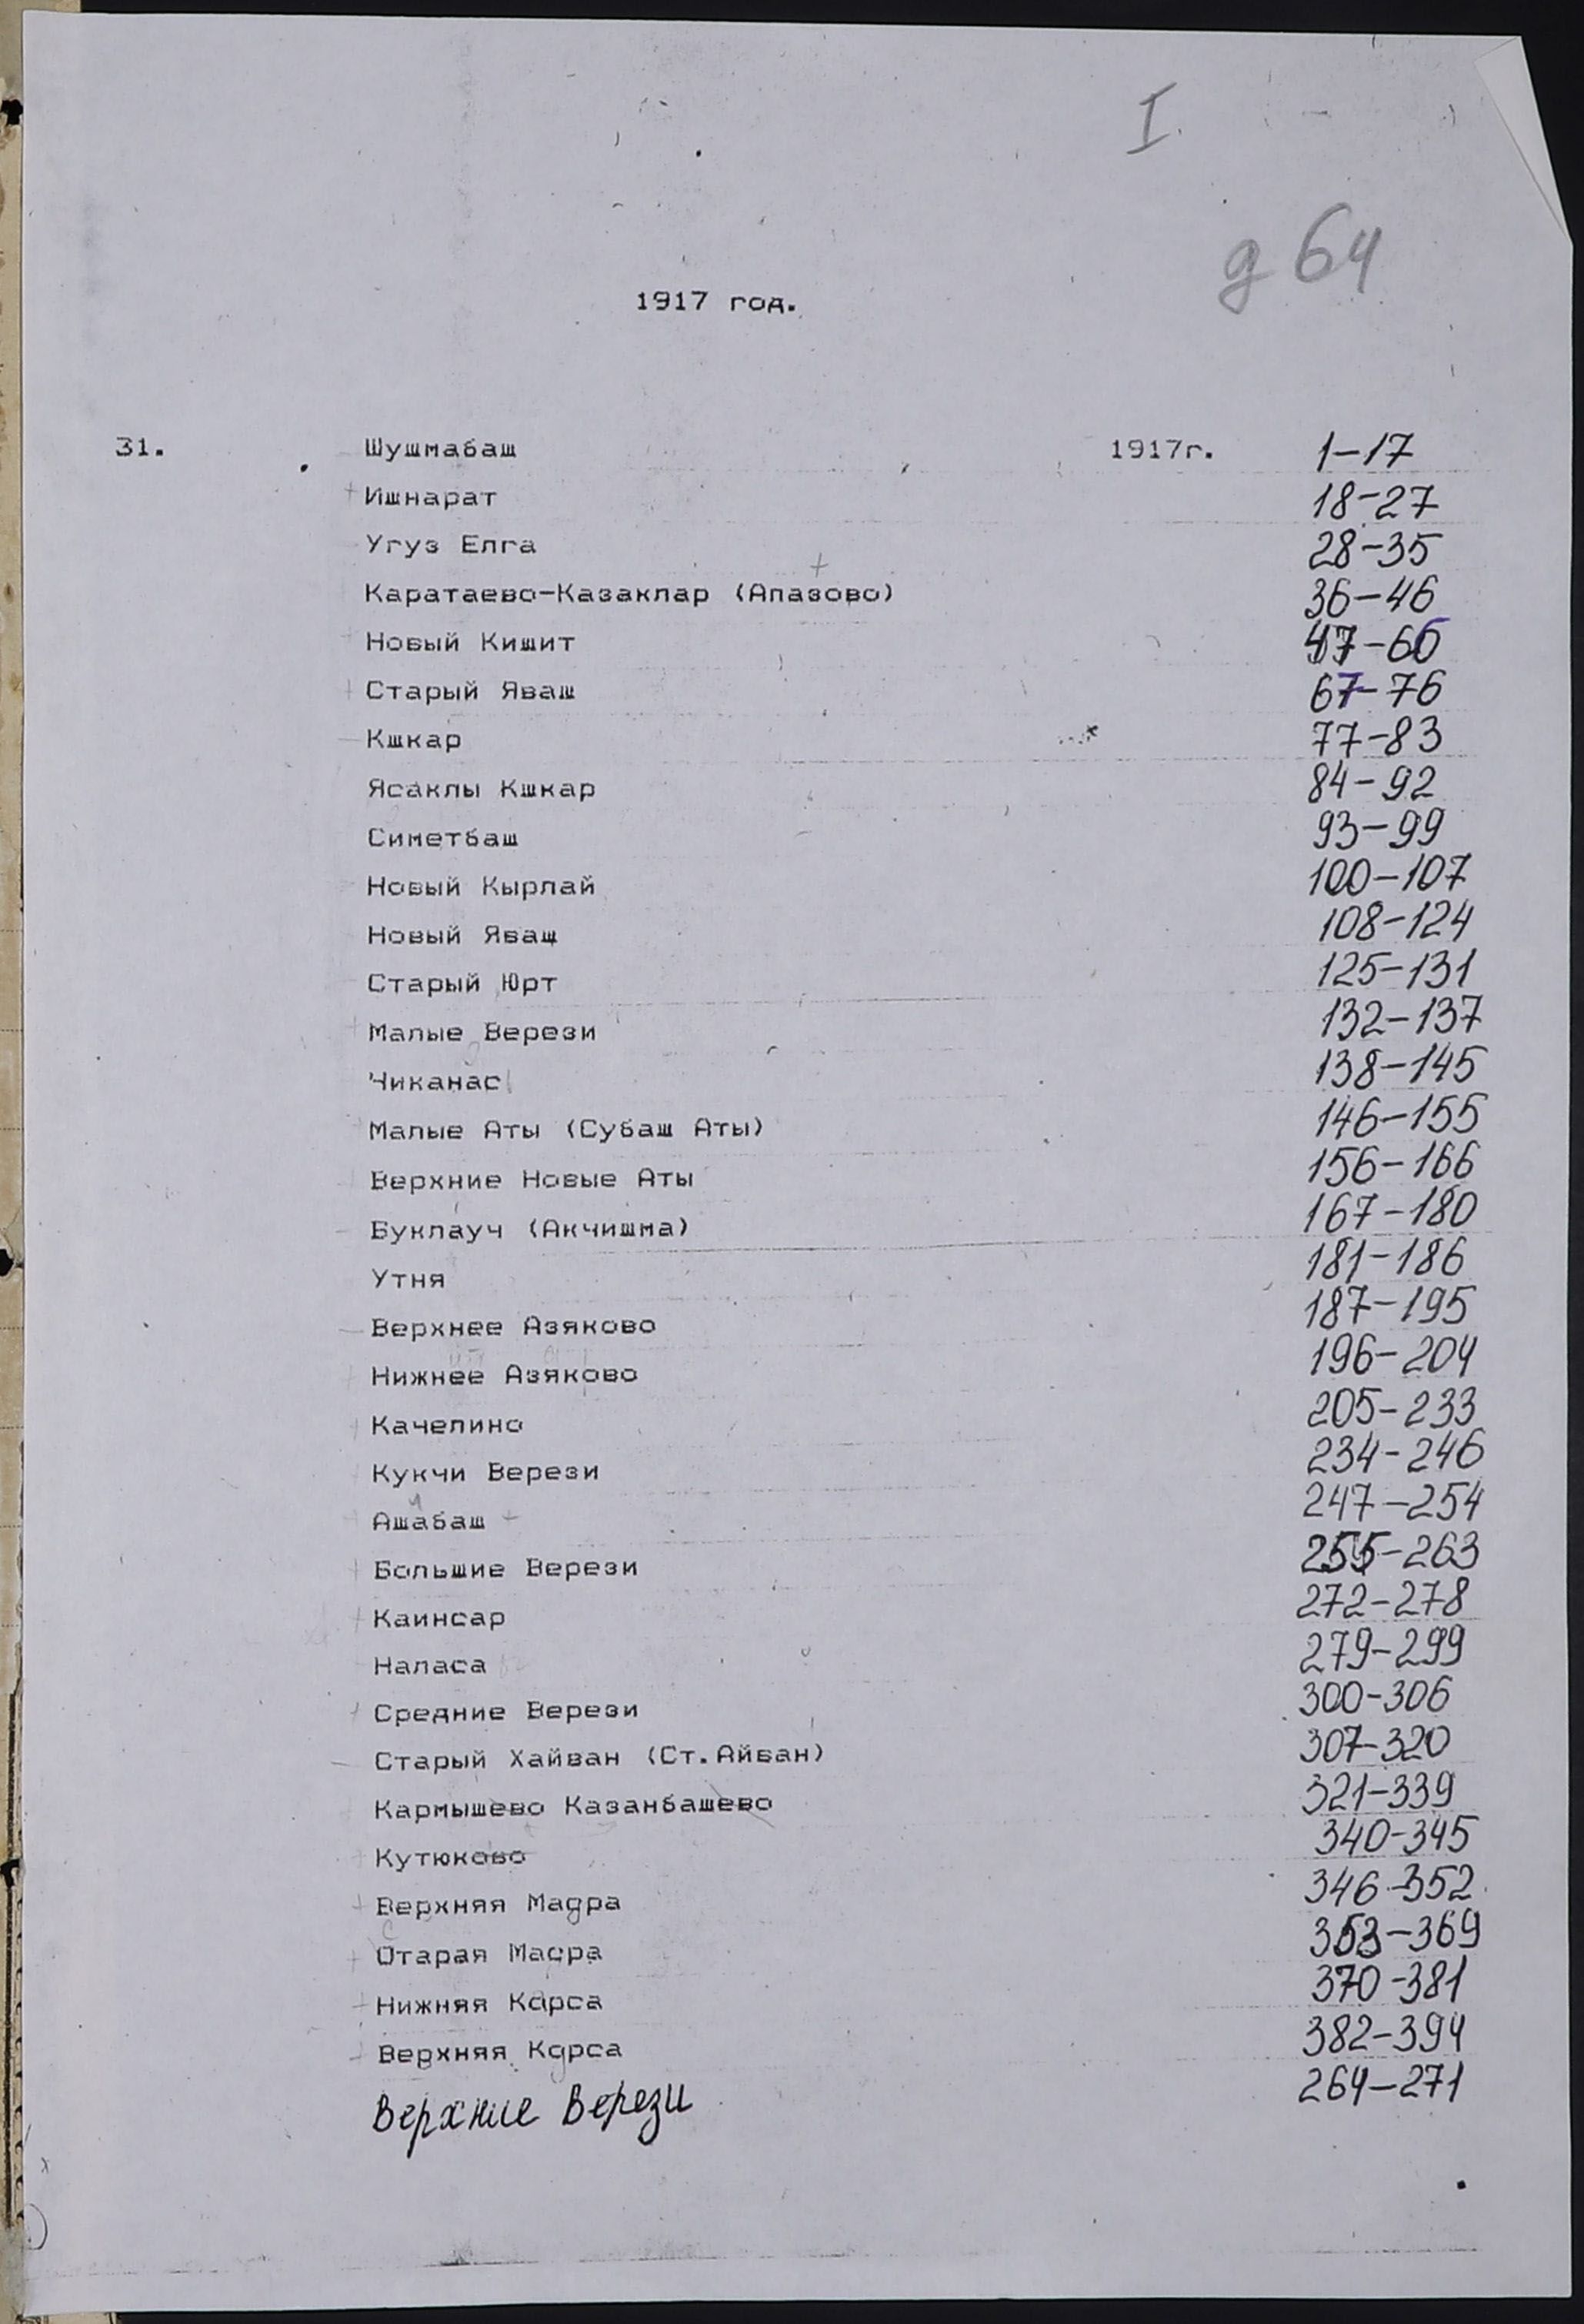 I.
д 64
1917 год.
31. Шушмабаш 1917г. 1-17
Ишнарат 18-27
Угуз Елга 28-35
Каратаево-Казаклар (Апазово) 36-46
Новый Кишит 47-66
Старый Яваш 67-76
Кшкар 77-83
Ясаклы Кшкар 84-92
Симетбаш 93-99
Новый Кырлай 100-107
Новый Яваш 108-124
Старый Юрт 125-131
Малые Верези 132-137
Чиканас 138-145
Малые Аты (Субаш Аты) 146-155
Верхние Новые Аты 156-166
Буклауч (Акчишма) 167-180
Утня 181-186
Верхнее Азяково 187-195
Нижнее Азяково 196-204
Качелино 205-233
Кукчи Верези 234-246
Ашабаш 247-254
Большие Верези 255-263
Каинсар 272-278
Наласа 279-299
Средние Верези 300-306
Старый Хайван (Ст.Айван) 307-320
Кармышево Казанбашево 321-339
Кутюково 340-345
Верхняя Масра 346-352
Старая Масра 353-369
Нижняя Корса 370-381
Верхняя Корса 382-394
Верхние Верези 264-271